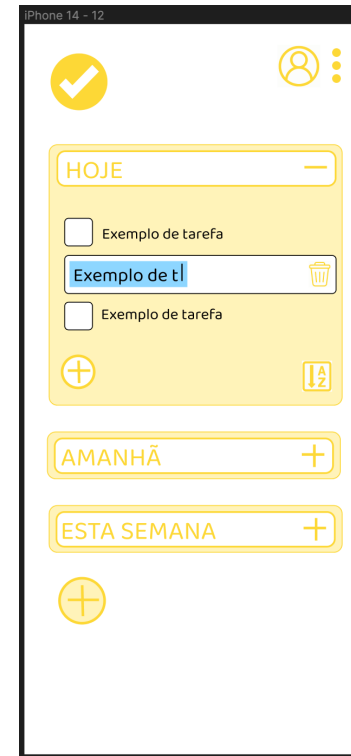 iPhone 14 - 12
HOJE
Exemplo de tarefa
Exemplo de t
Exemplo de tarefa
A
Z
AMANHÃ
ESTA SEMANA